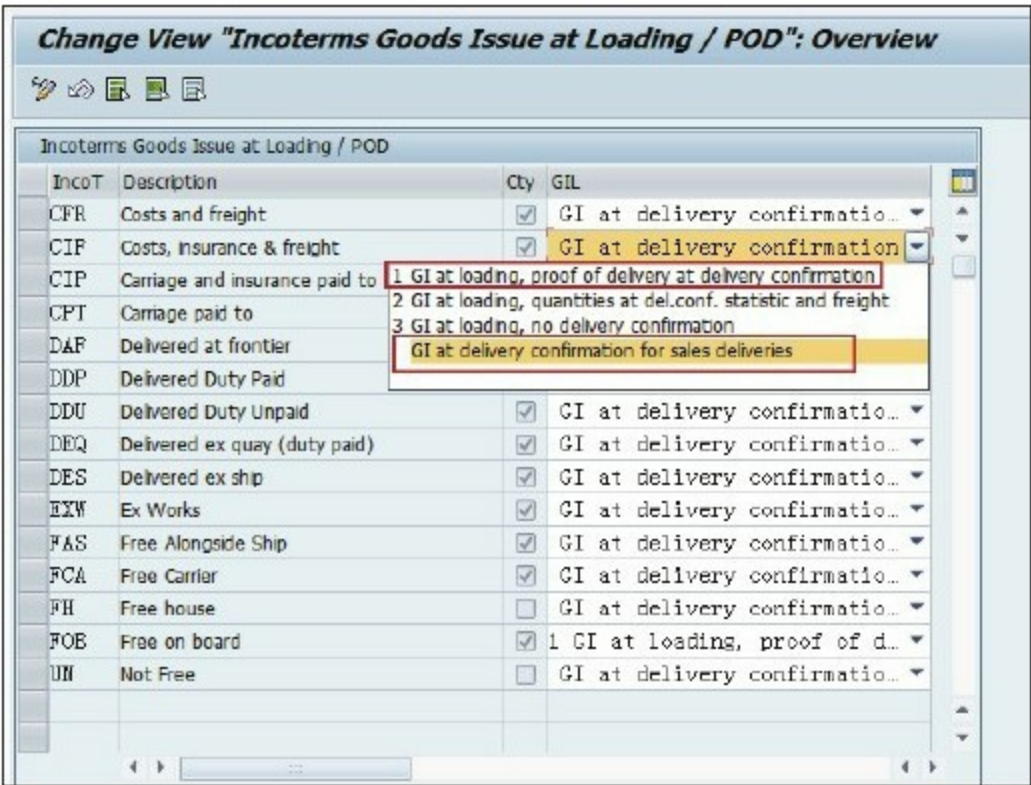 Change View "Incoterms Goods Issue at Loading / POD": Overview
Incoterms Goods Issue at Loading / POD
IncoT Description Cty GIL
CFR Costs and freight GI at delivery confirmatio...
CIF Costs, insurance & freight GI at delivery confirmation
CIP Carriage and insurance paid to 1 GI at loading, proof of delivery at delivery confirmation
2 GI at loading, quantities at del.conf. statistic and freight
CPT Carriage paid to
3 GI at loading, no delivery confirmation
DAF Delivered at frontier GI at delivery confirmation for sales deliveries
DDP Delivered Duty Paid
DDU Delivered Duty Unpaid GI at delivery confirmatio...
DEQ Delivered ex quay (duty paid) GI at delivery confirmatio...
DES Delivered ex ship GI at delivery confirmatio...
EXW Ex Works GI at delivery confirmatio...
FAS Free Alongside Ship GI at delivery confirmatio...
FCA Free Carrier GI at delivery confirmatio...
FH Free house GI at delivery confirmatio...
FOB Free on board 1 GI at loading, proof of d...
UN Not Free GI at delivery confirmatio...